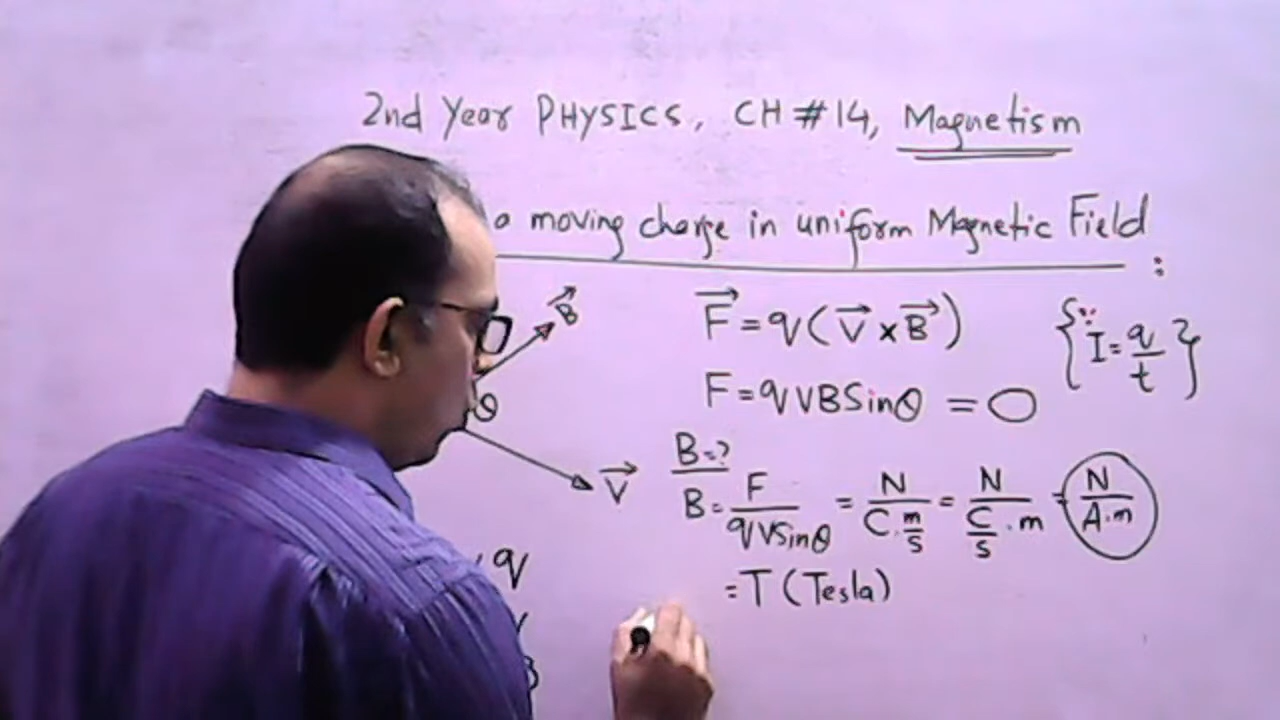 2nd Year PHYSICS, CH #14, Magnetism
a moving charge in uniform Magnetic Field :
B⃗
F⃗ = q(V⃗ × B⃗) {∵ I = q/t}
θ
F = qVBSinθ = 0
V⃗
B = ?
B = F/qVSinθ = N/C.m/s = N/C/s .m = N/A.m
q
= T (Tesla)